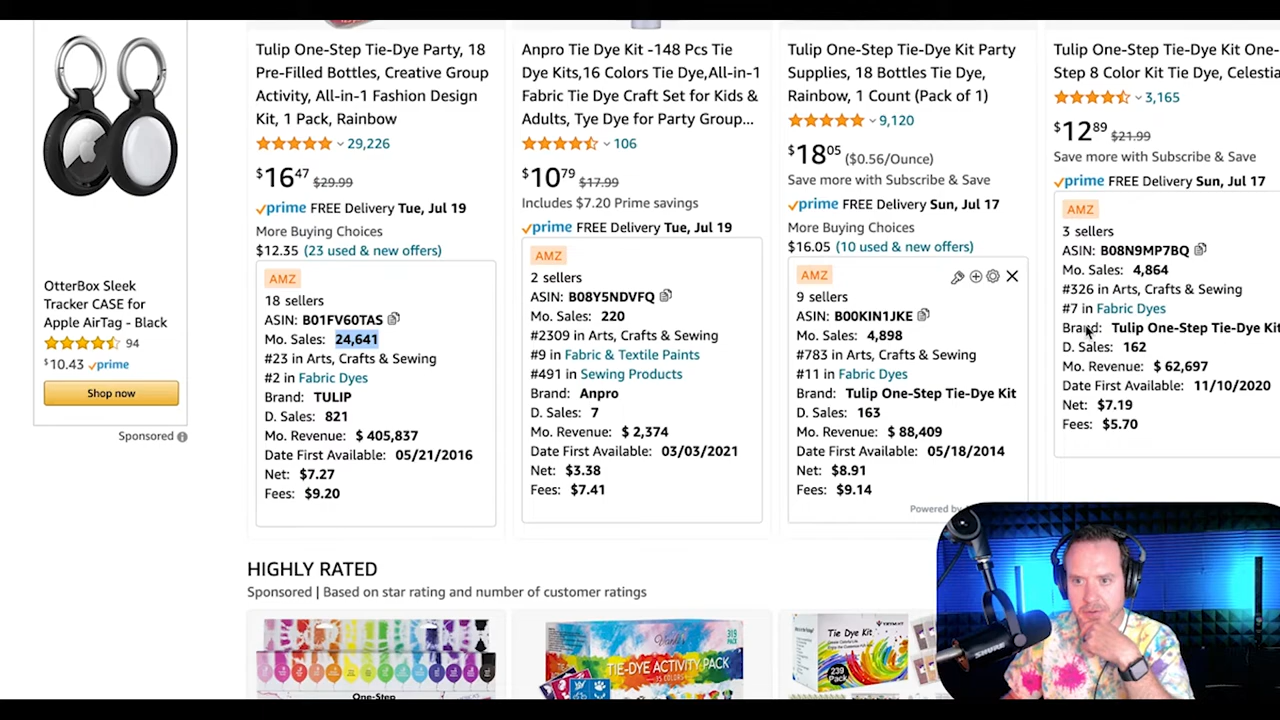 OtterBox Sleek
Tracker CASE for
Apple AirTag - Black
94
$10.43 prime
Shop now
Sponsored
Tulip One-Step Tie-Dye Party, 18
Pre-Filled Bottles, Creative Group
Activity, All-in-1 Fashion Design
Kit, 1 Pack, Rainbow
29,226
$16 47 $29.99
prime FREE Delivery Tue, Jul 19
More Buying Choices
$12.35 (23 used & new offers)
AMZ
18 sellers
ASIN: B01FV60TAS
Mo. Sales: 24,641
#23 in Arts, Crafts & Sewing
#2 in Fabric Dyes
Brand: TULIP
D. Sales: 821
Mo. Revenue: $ 405,837
Date First Available: 05/21/2016
Net: $7.27
Fees: $9.20
Anpro Tie Dye Kit -148 Pcs Tie
Dye Kits,16 Colors Tie Dye,All-in-1
Fabric Tie Dye Craft Set for Kids &
Adults, Tye Dye for Party Group...
106
$10 79 $17.99
Includes $7.20 Prime savings
prime FREE Delivery Tue, Jul 19
AMZ
2 sellers
ASIN: B08Y5NDVFQ
Mo. Sales: 220
#2309 in Arts, Crafts & Sewing
#9 in Fabric & Textile Paints
#491 in Sewing Products
Brand: Anpro
D. Sales: 7
Mo. Revenue: $ 2,374
Date First Available: 03/03/2021
Net: $3.38
Fees: $7.41
Tulip One-Step Tie-Dye Kit Party
Supplies, 18 Bottles Tie Dye,
Rainbow, 1 Count (Pack of 1)
9,120
$18 05 ($0.56/Ounce)
Save more with Subscribe & Save
prime FREE Delivery Sun, Jul 17
More Buying Choices
$16.05 (10 used & new offers)
AMZ
9 sellers
ASIN: B00KIN1JKE
Mo. Sales: 4,898
#783 in Arts, Crafts & Sewing
#11 in Fabric Dyes
Brand: Tulip One-Step Tie-Dye Kit
D. Sales: 163
Mo. Revenue: $ 88,409
Date First Available: 05/18/2014
Net: $8.91
Fees: $9.14
Powered by
Tulip One-Step Tie-Dye Kit One-
Step 8 Color Kit Tie Dye, Celestia
3,165
$12 89 $21.99
Save more with Subscribe & Save
prime FREE Delivery Sun, Jul 17
AMZ
3 sellers
ASIN: B08N9MP7BQ
Mo. Sales: 4,864
#326 in Arts, Crafts & Sewing
#7 in Fabric Dyes
Brand: Tulip One-Step Tie-Dye Kit
D. Sales: 162
Mo. Revenue: $ 62,697
Date First Available: 11/10/2020
Net: $7.19
Fees: $5.70
HIGHLY RATED
Sponsored | Based on star rating and number of customer ratings
One-Step
319
PACK
TIE-DYE ACTIVITY PACK
Tie Dye Kit
239
PACK
SHURE